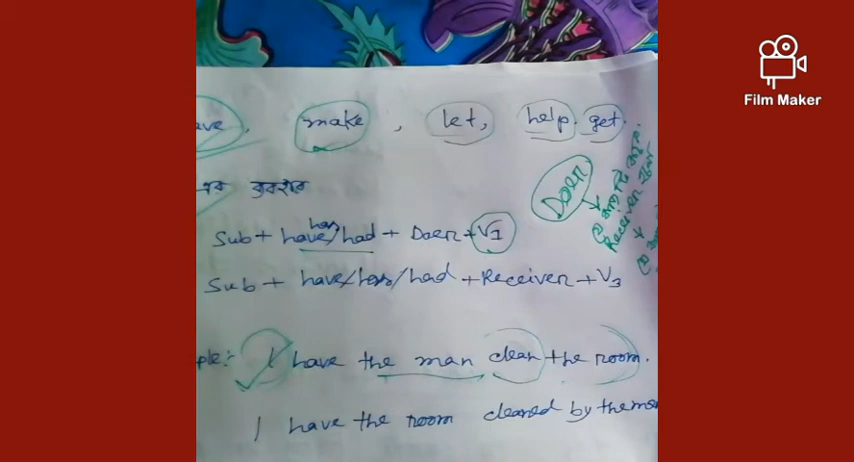 ave, make, let, help. get.
এর ব্যবহার
Doer
Receiver
has
Sub + have/had + Doer + V1
Sub + have/has/had + Receiver + V3
ple:- I have the man clean the room.
I have the room cleaned by the man
Film Maker